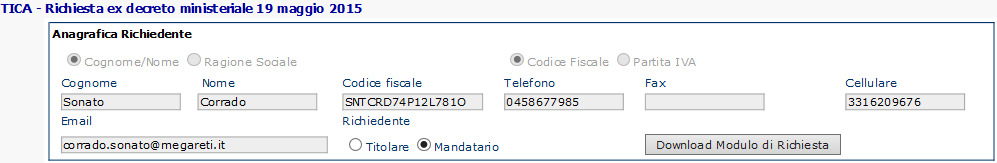 TICA - Richiesta ex decreto ministeriale 19 maggio 2015
Anagrafica Richiedente
Cognome/Nome Ragione Sociale Codice Fiscale Partita IVA
Cognome Nome Codice fiscale Telefono Fax Cellulare
Sonato Corrado SNTCRD74P12L781O 0458677985 3316209676
Email Richiedente
corrado.sonato@megareti.it Titolare Mandatario Download Modulo di Richiesta